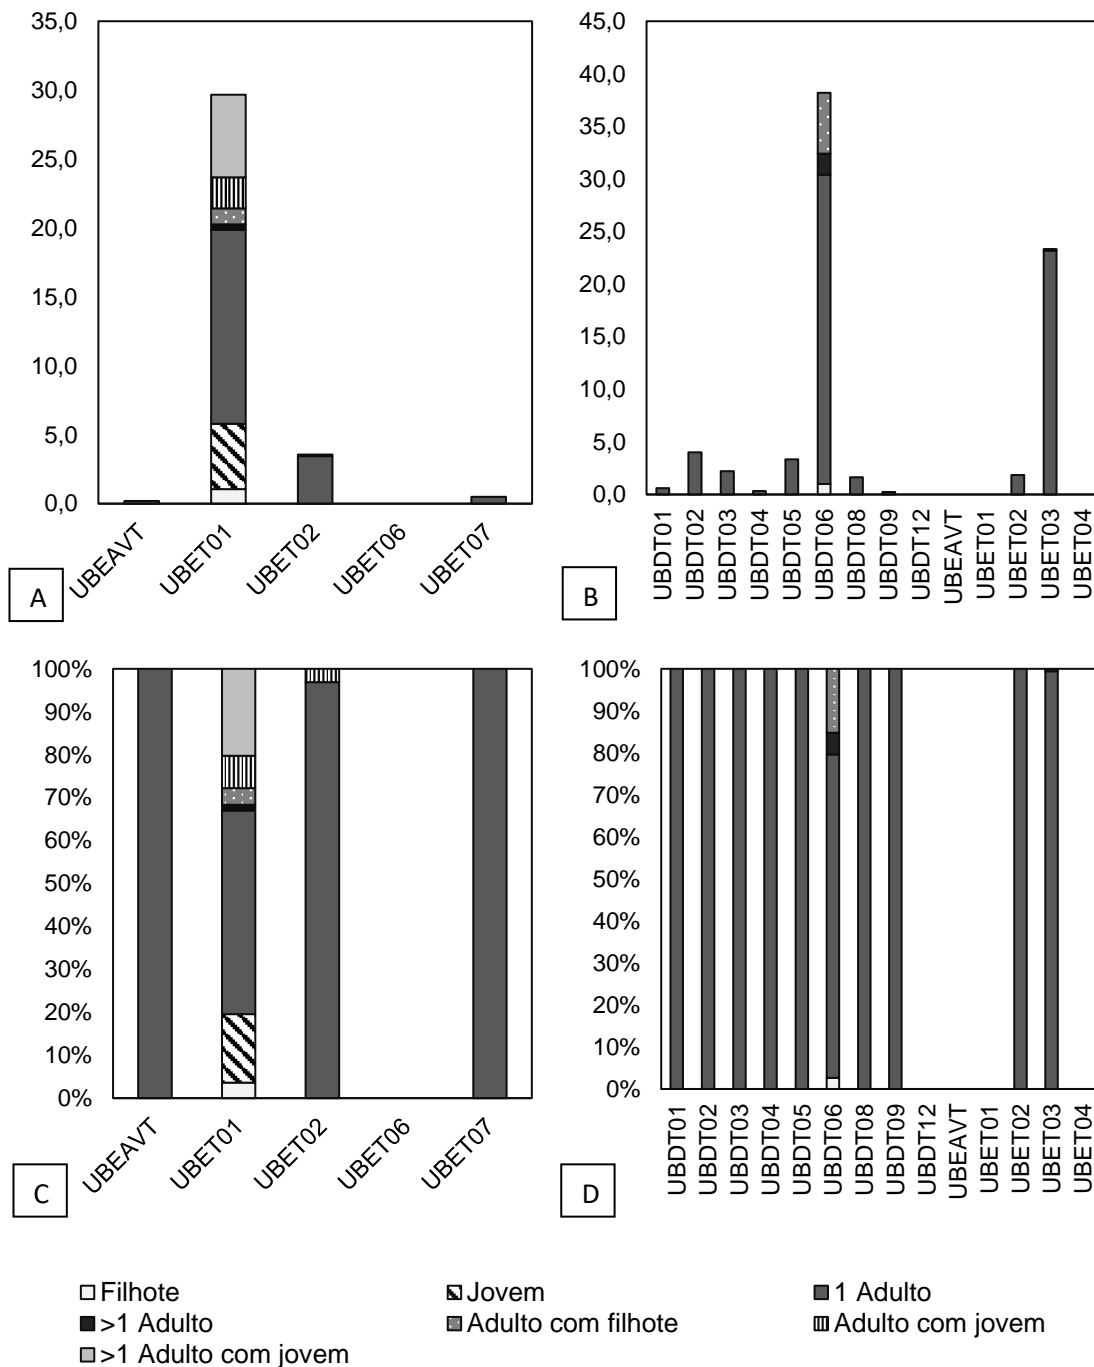 35,0
30,0
25,0
20,0
15,0
10,0
5,0
0,0
UBEAVT
UBET01
UBET02
UBET06
UBET07
A
45,0
40,0
35,0
30,0
25,0
20,0
15,0
10,0
5,0
0,0
UBDT01
UBDT02
UBDT03
UBDT04
UBDT05
UBDT06
UBDT08
UBDT09
UBDT12
UBEAVT
UBET01
UBET02
UBET03
UBET04
B
100%
90%
80%
70%
60%
50%
40%
30%
20%
10%
0%
UBEAVT
UBET01
UBET02
UBET06
UBET07
C
100%
90%
80%
70%
60%
50%
40%
30%
20%
10%
0%
UBDT01
UBDT02
UBDT03
UBDT04
UBDT05
UBDT06
UBDT08
UBDT09
UBDT12
UBEAVT
UBET01
UBET02
UBET03
UBET04
D
Filhote
Jovem
1 Adulto
>1 Adulto
Adulto com filhote
Adulto com jovem
>1 Adulto com jovem